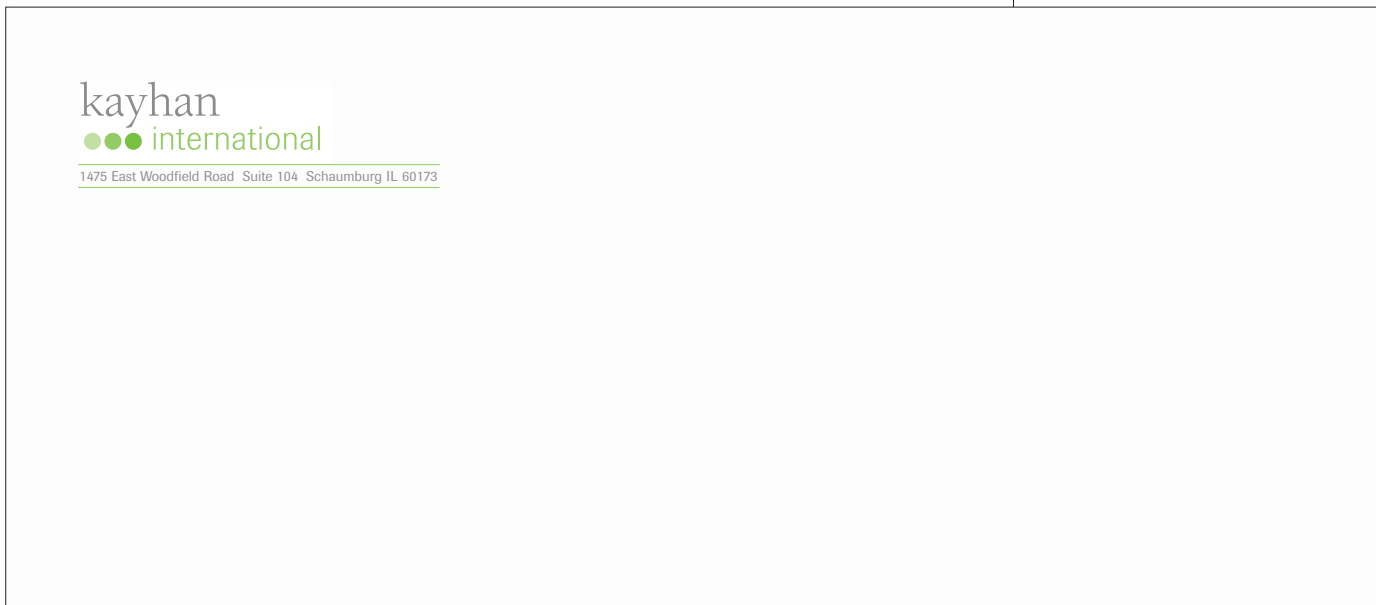 kayhan
international
1475 East Woodfield Road Suite 104 Schaumburg IL 60173